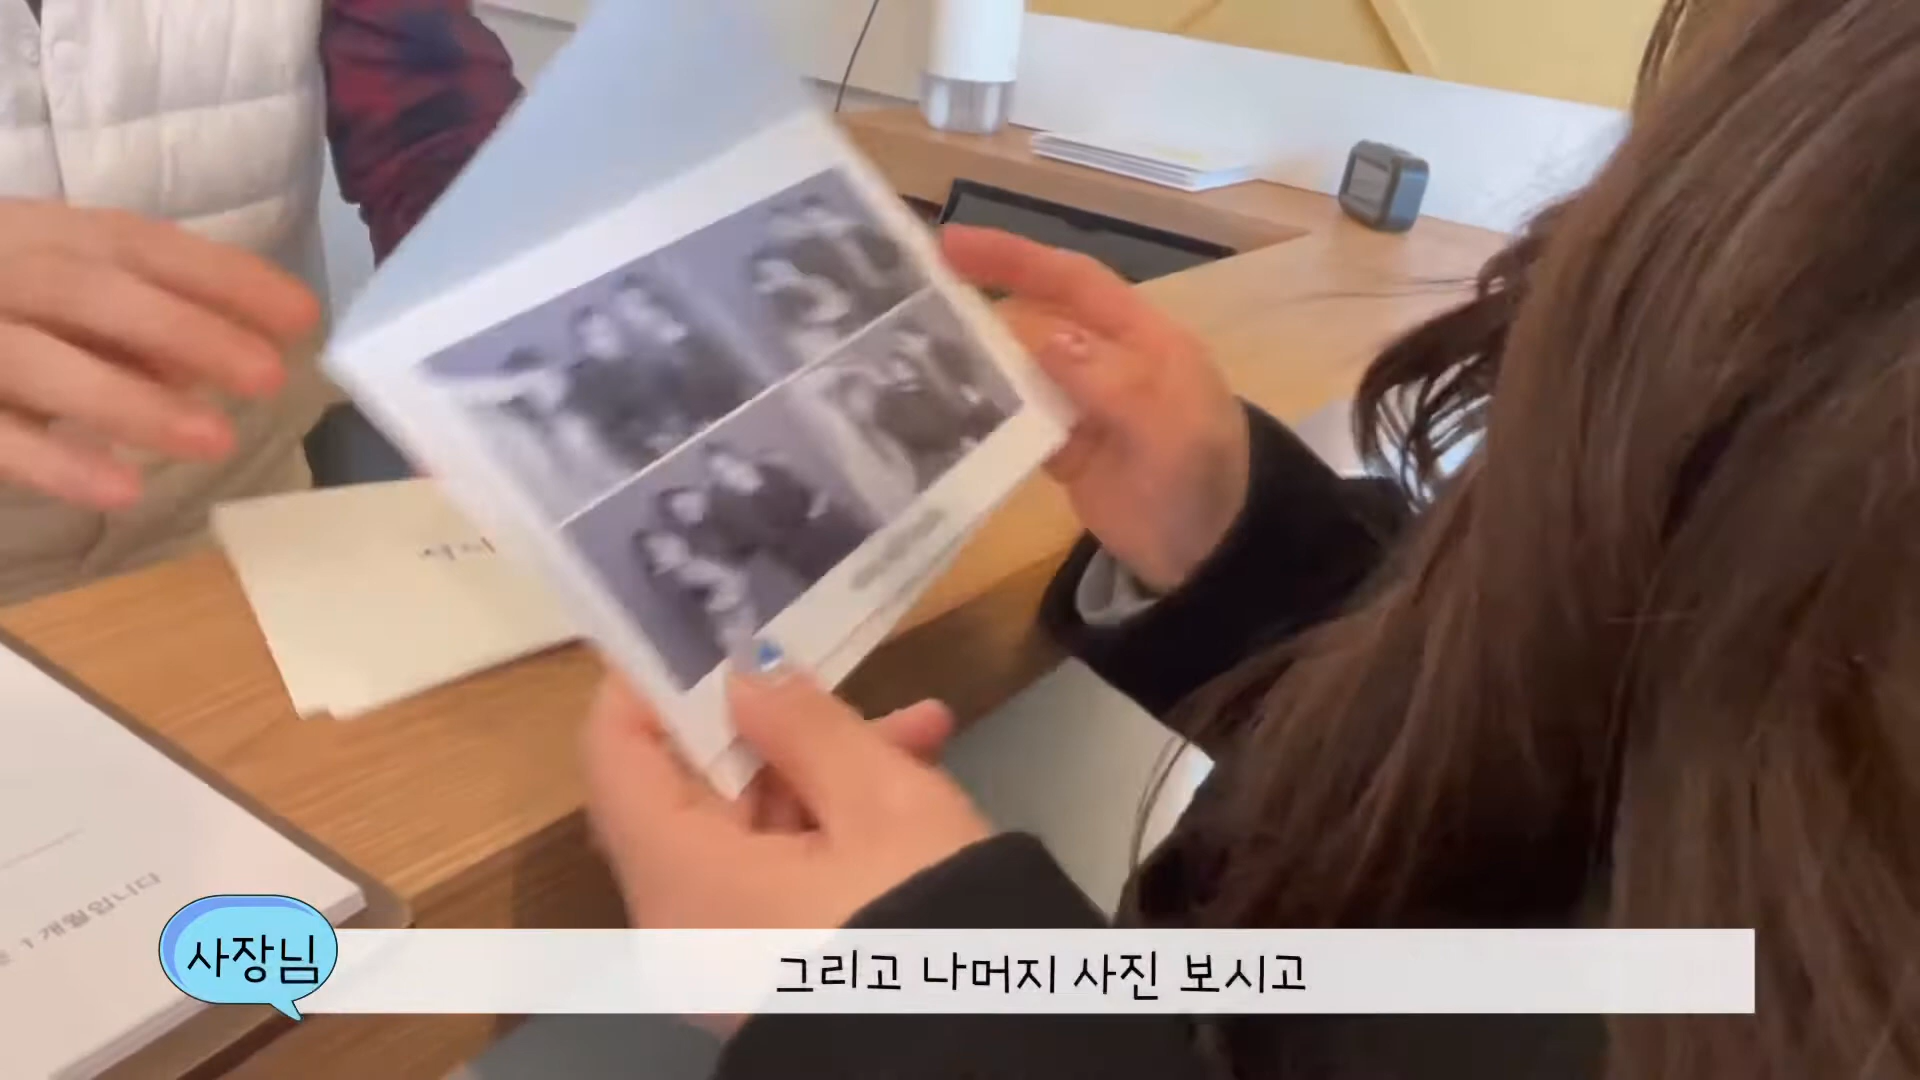 1개월입니다
사장님
그리고 나머지 사진 보시고